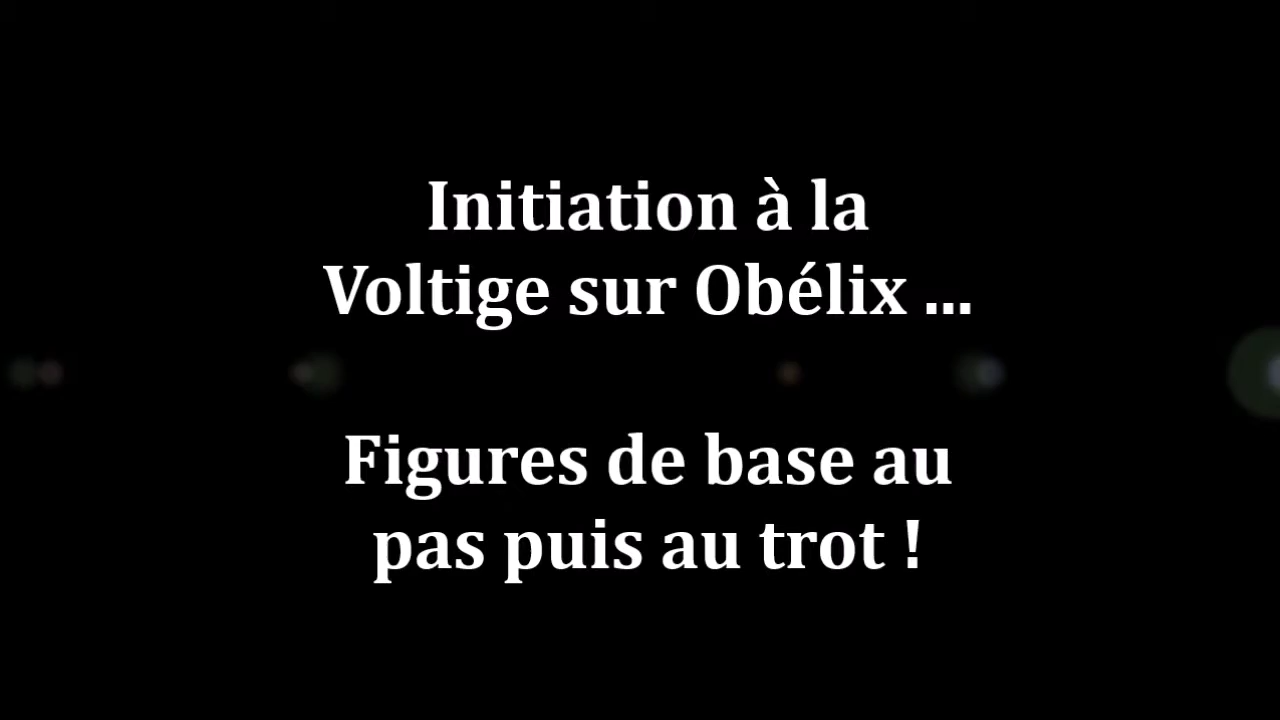 Initiation à la
Voltige sur Obélix ...
Figures de base au
pas puis au trot !